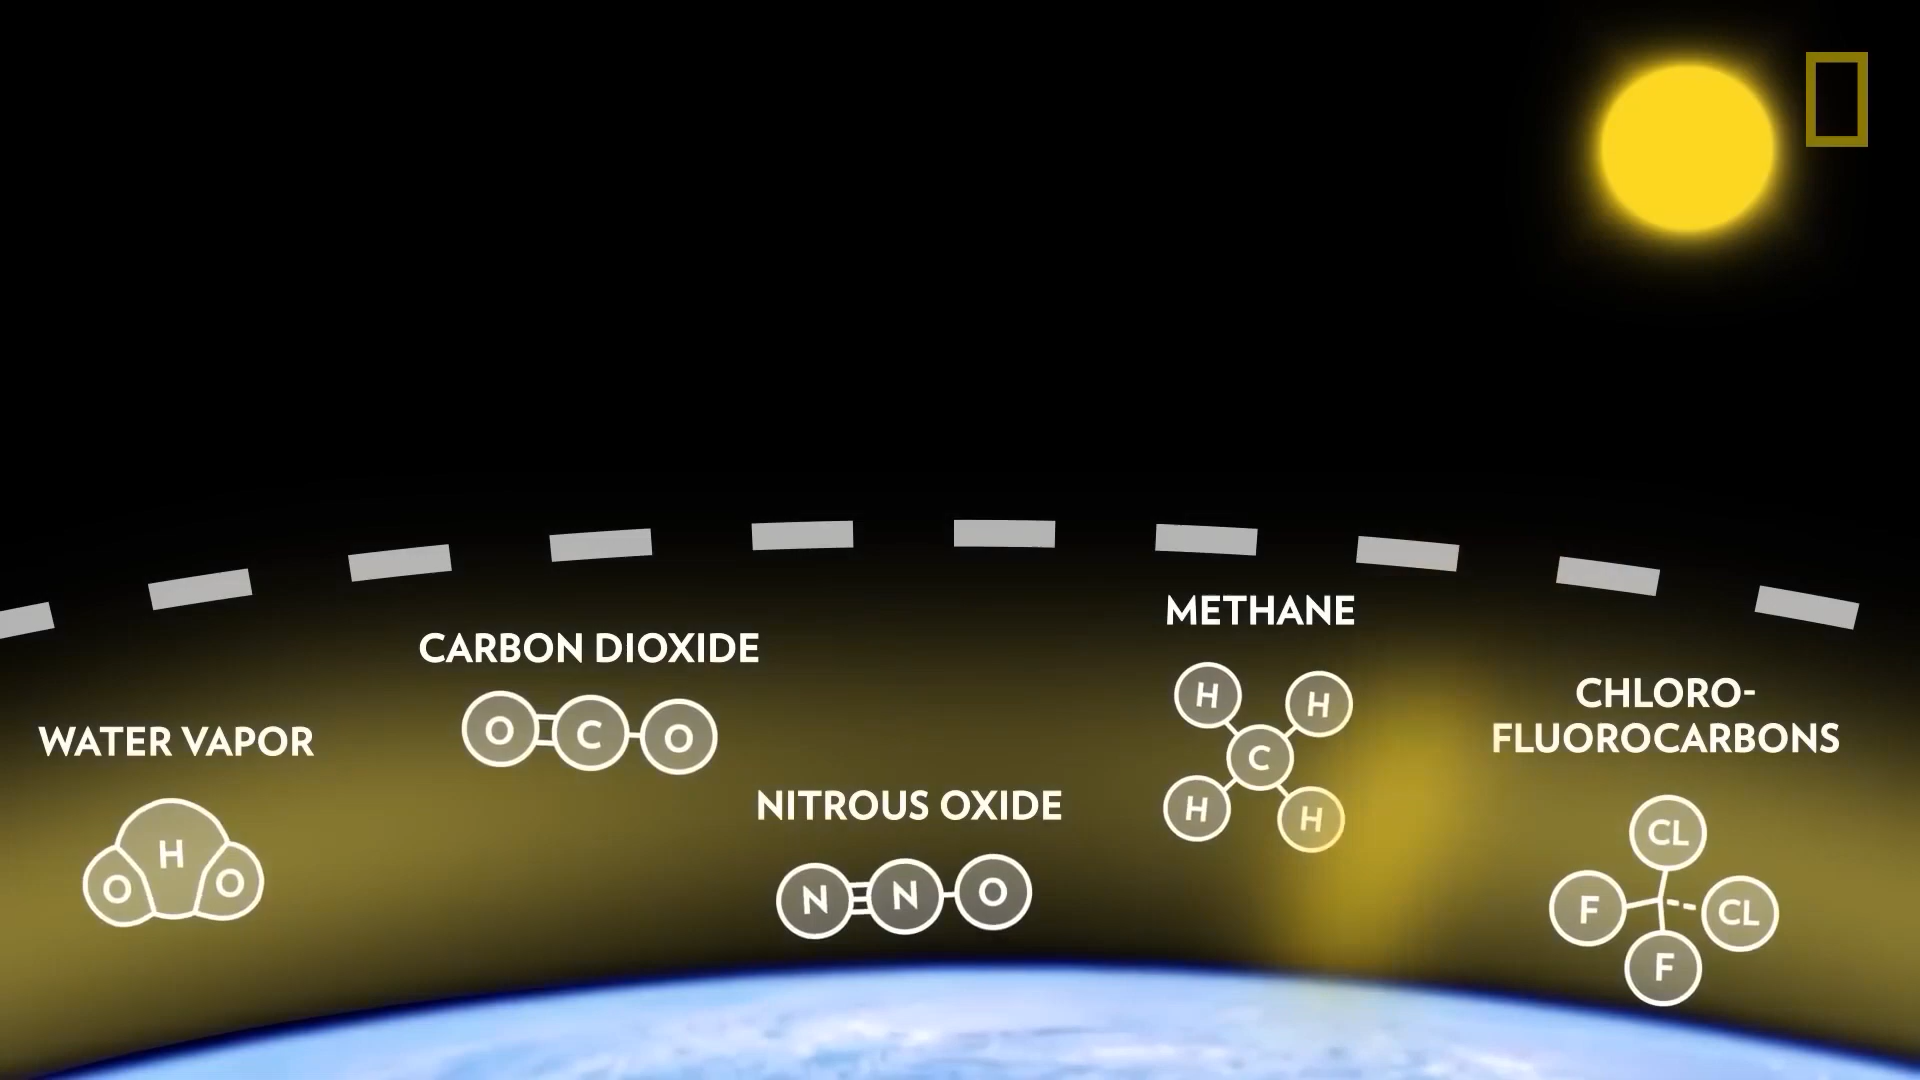 WATER VAPOR
H
O
O
CARBON DIOXIDE
O C O
NITROUS OXIDE
N N O
METHANE
H H
C
H H
CHLORO-
FLUOROCARBONS
CL
F CL
F